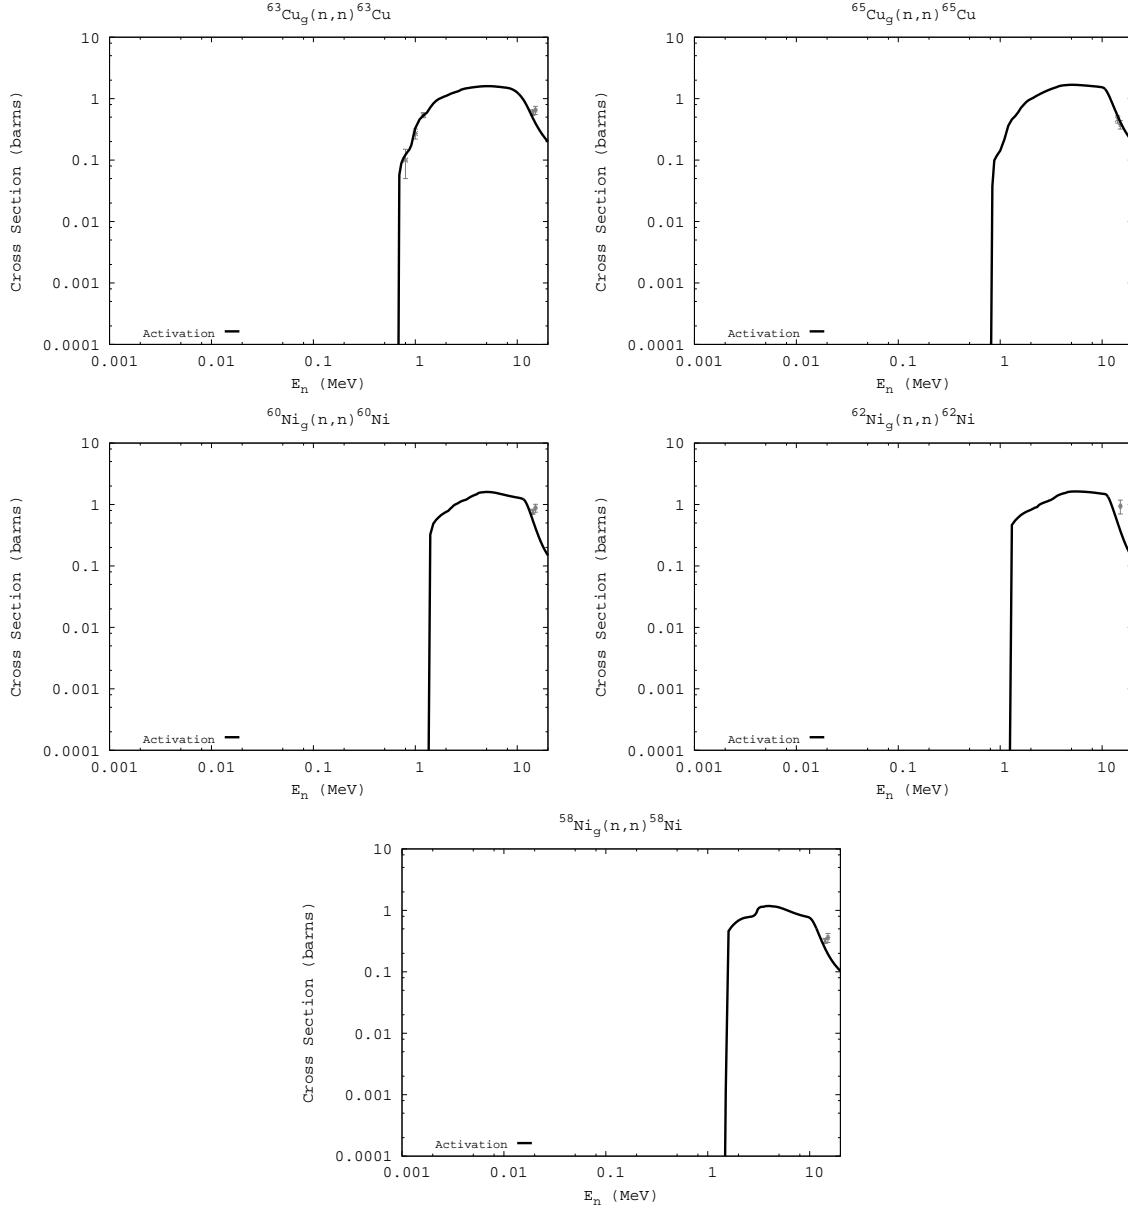 63Cug(n,n)63Cu
10
1
0.1
0.01
0.001
0.0001
Cross Section (barns)
Activation
0.001 0.01 0.1 1 10
En (MeV)
65Cug(n,n)65Cu
10
1
0.1
0.01
0.001
0.0001
Cross Section (barns)
Activation
0.001 0.01 0.1 1 10
En (MeV)
60Nig(n,n)60Ni
10
1
0.1
0.01
0.001
0.0001
Cross Section (barns)
Activation
0.001 0.01 0.1 1 10
En (MeV)
62Nig(n,n)62Ni
10
1
0.1
0.01
0.001
0.0001
Cross Section (barns)
Activation
0.001 0.01 0.1 1 10
En (MeV)
58Nig(n,n)58Ni
10
1
0.1
0.01
0.001
0.0001
Cross Section (barns)
Activation
0.001 0.01 0.1 1 10
En (MeV)